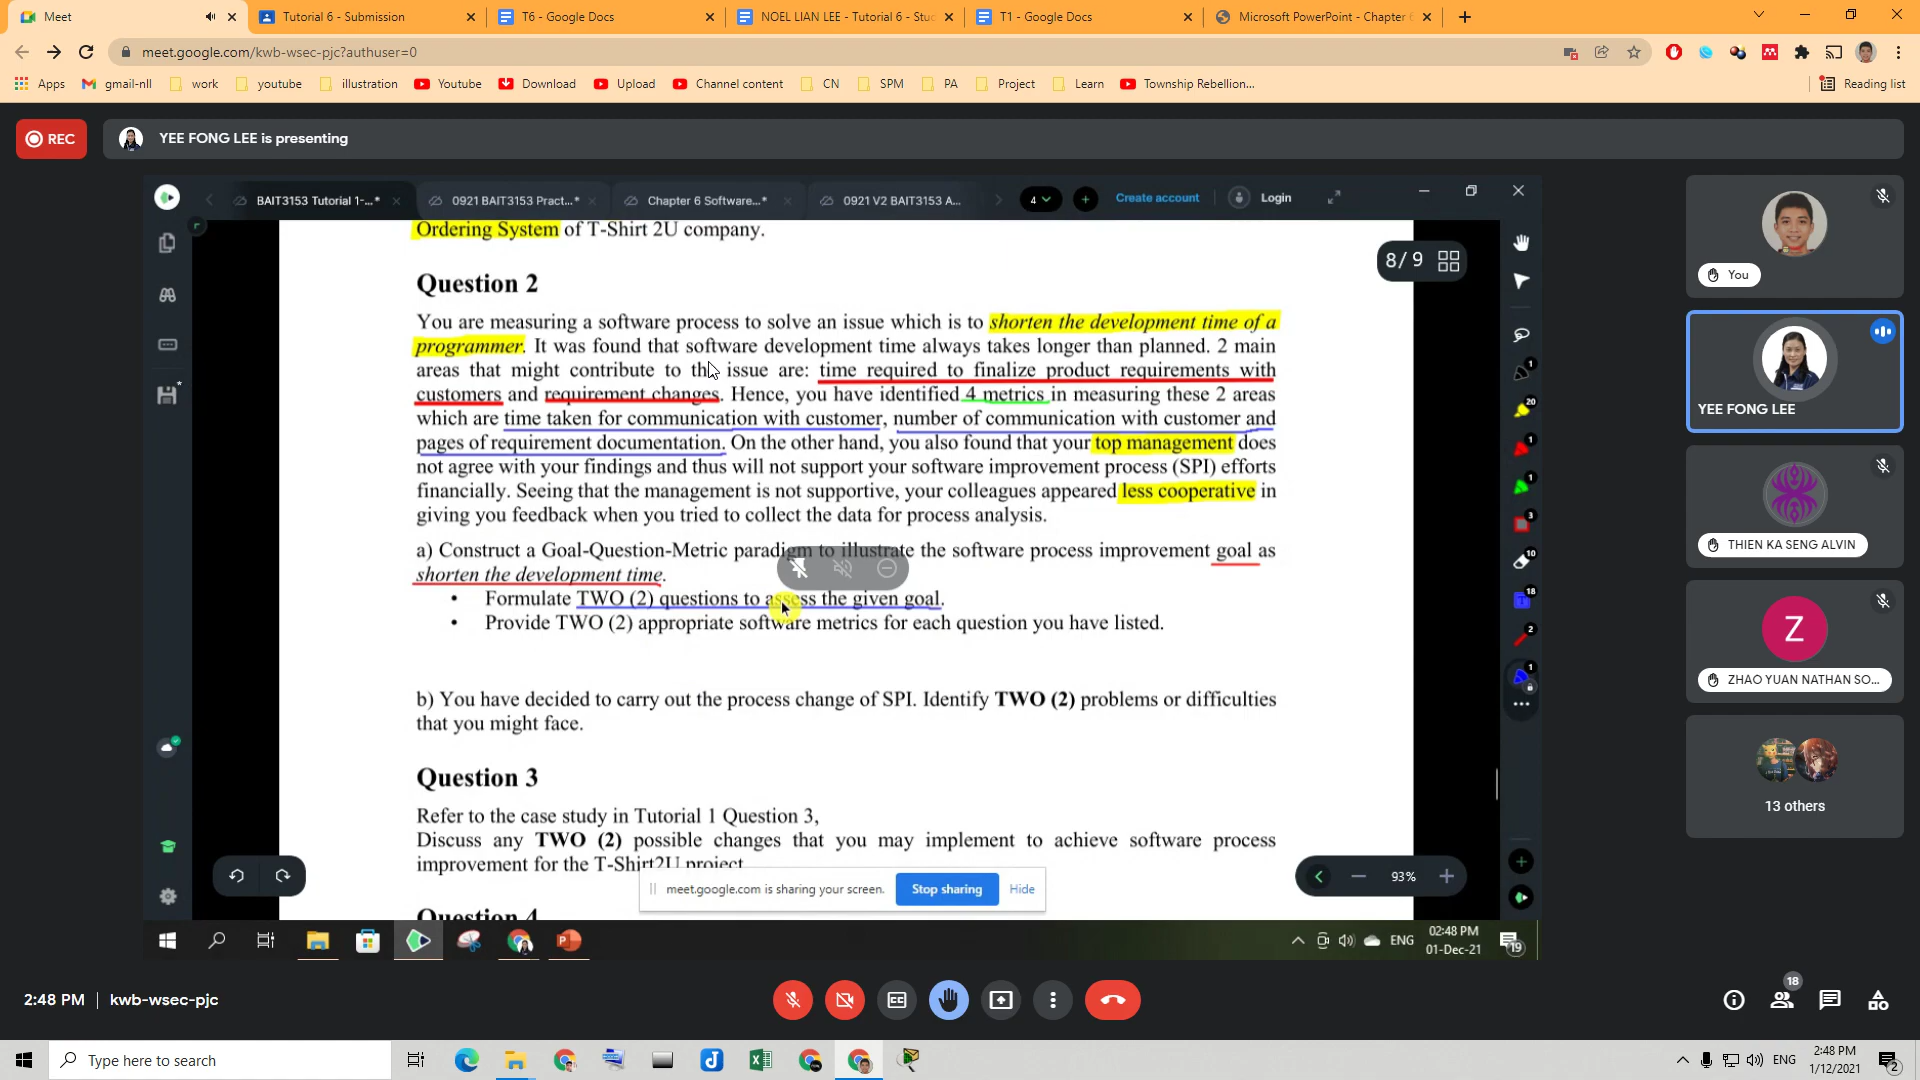 Meet
Tutorial 6 - Submission
T6 - Google Docs
NOEL LIAN LEE - Tutorial 6 - Stuc
T1 - Google Docs
Microsoft PowerPoint - Chapter 6
meet.google.com/kwb-wsec-pjc?authuser=0
Apps
gmail-nll
work
youtube
illustration
Youtube
Download
Upload
Channel content
CN
SPM
PA
Project
Learn
Township Rebellion...
Reading list
REC
YEE FONG LEE is presenting
BAIT3153 Tutorial 1-...*
0921 BAIT3153 Pract...*
Chapter 6 Software...*
0921 V2 BAIT3153 A...
4
Create account
Login
Ordering System of T-Shirt 2U company.
8/9
Question 2
You are measuring a software process to solve an issue which is to shorten the development time of a
programmer. It was found that software development time always takes longer than planned. 2 main
areas that might contribute to the issue are: time required to finalize product requirements with
customers and requirement changes. Hence, you have identified 4 metrics in measuring these 2 areas
which are time taken for communication with customer, number of communication with customer and
pages of requirement documentation. On the other hand, you also found that your top management does
not agree with your findings and thus will not support your software improvement process (SPI) efforts
financially. Seeing that the management is not supportive, your colleagues appeared less cooperative in
giving you feedback when you tried to collect the data for process analysis.
a) Construct a Goal-Question-Metric paradigm to illustrate the software process improvement goal as
shorten the development time.
• Formulate TWO (2) questions to assess the given goal.
• Provide TWO (2) appropriate software metrics for each question you have listed.
b) You have decided to carry out the process change of SPI. Identify TWO (2) problems or difficulties
that you might face.
Question 3
Refer to the case study in Tutorial 1 Question 3,
Discuss any TWO (2) possible changes that you may implement to achieve software process
improvement for the T-Shirt2U project.
Question 4
meet.google.com is sharing your screen.
Stop sharing
Hide
93%
1
20
1
1
3
10
18
2
1
ENG
02:48 PM
01-Dec-21
19
You
YEE FONG LEE
THIEN KA SENG ALVIN
Z
ZHAO YUAN NATHAN SO...
13 others
2:48 PM
kwb-wsec-pjc
18
Type here to search
ENG
2:48 PM
1/12/2021
2